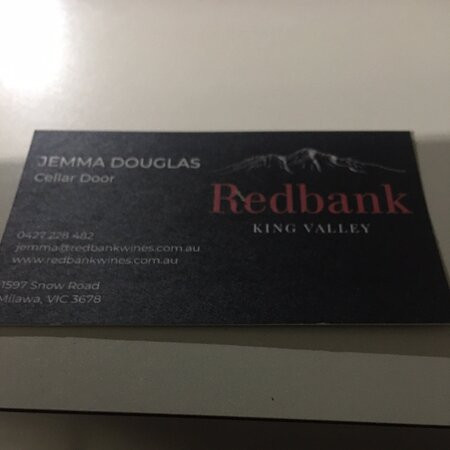 JEMMA DOUGLAS
Cellar Door
Redbank
KING VALLEY
0427 228 482
jemma@redbankwines.com.au
www.redbankwines.com.au
1597 Snow Road
Milawa, VIC 3678